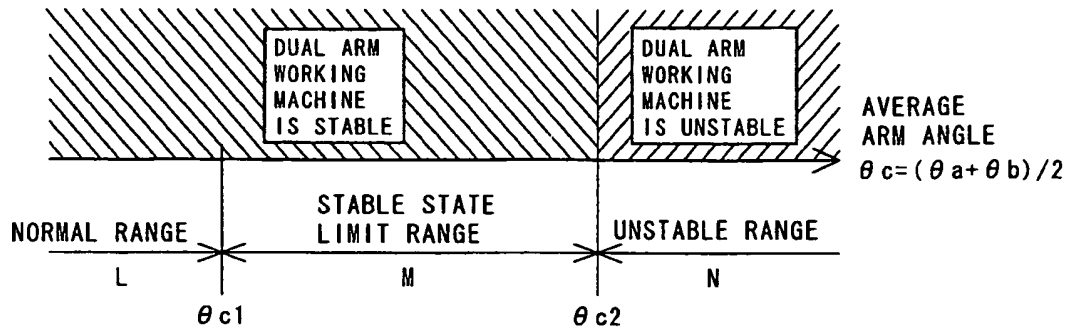 DUAL ARM
WORKING
MACHINE
IS STABLE
DUAL ARM
WORKING
MACHINE
IS UNSTABLE
AVERAGE
ARM ANGLE
θc=(θa+θb)/2
NORMAL RANGE
STABLE STATE
LIMIT RANGE
UNSTABLE RANGE
L
M
N
θc1
θc2